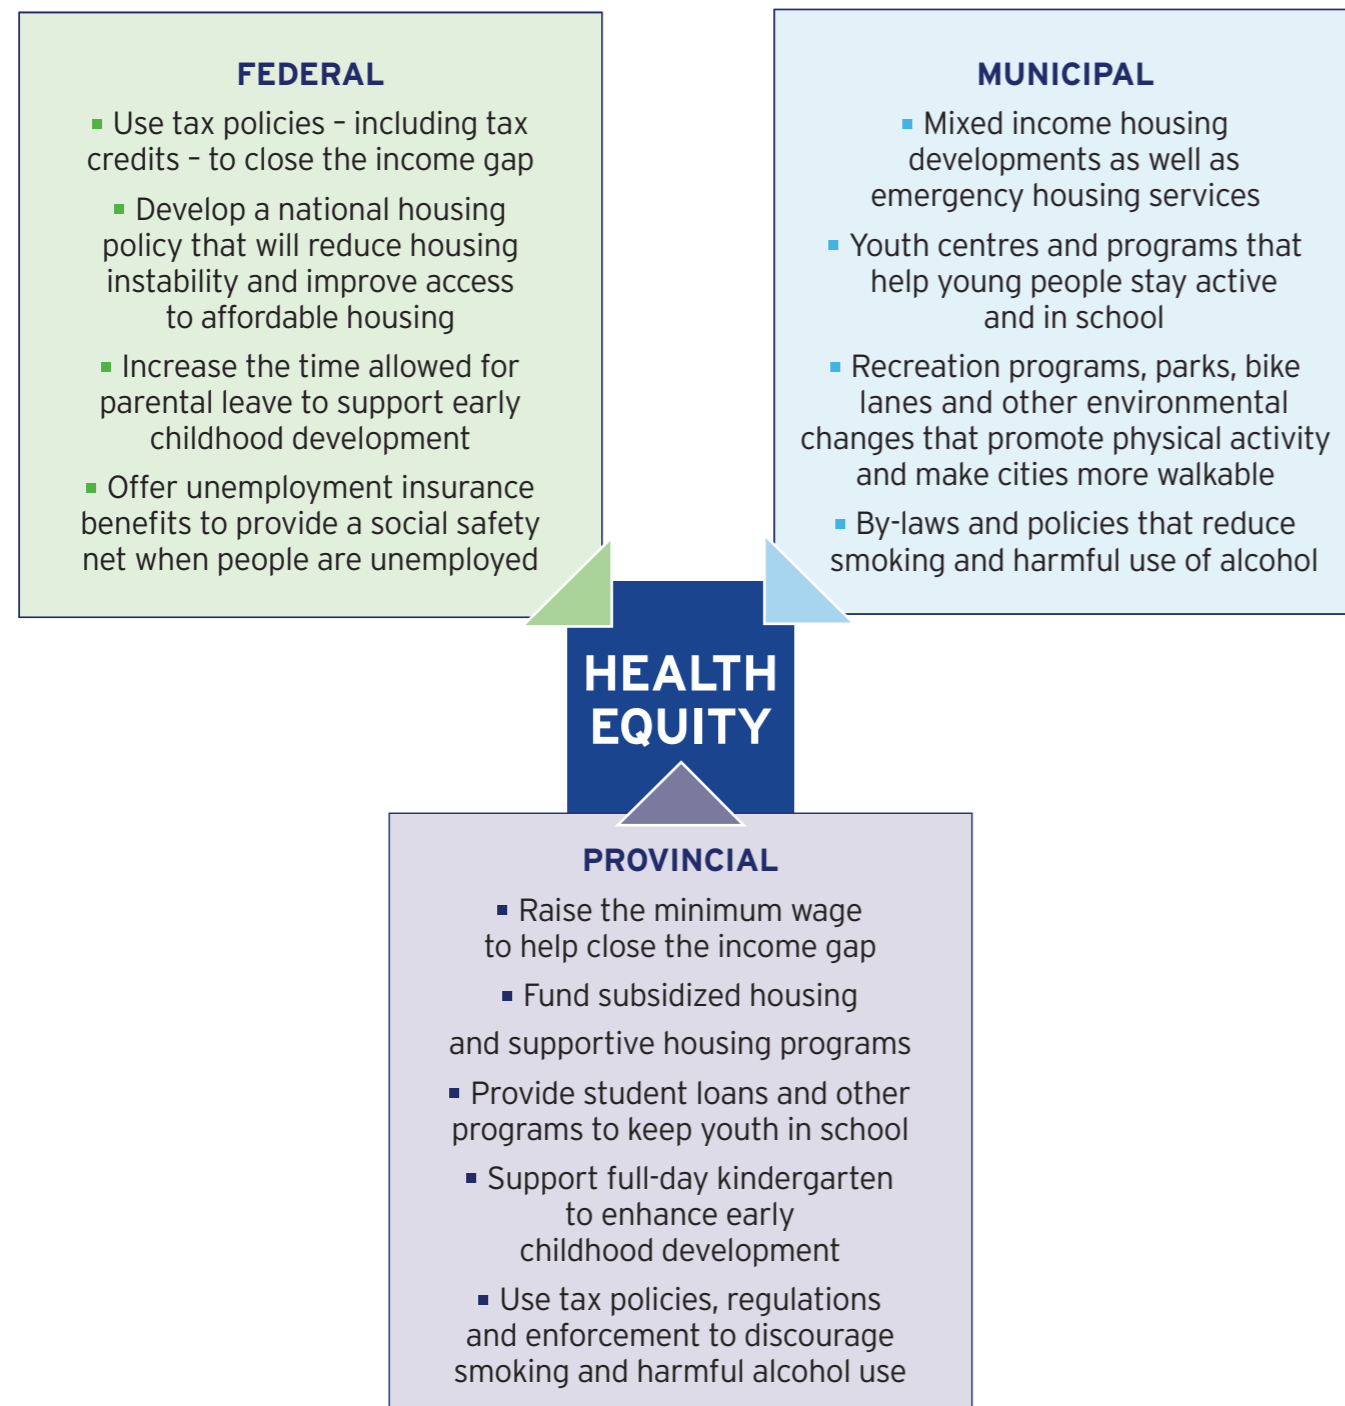 FEDERAL
▪ Use tax policies – including tax
credits – to close the income gap
▪ Develop a national housing
policy that will reduce housing
instability and improve access
to affordable housing
▪ Increase the time allowed for
parental leave to support early
childhood development
▪ Offer unemployment insurance
benefits to provide a social safety
net when people are unemployed
MUNICIPAL
▪ Mixed income housing
developments as well as
emergency housing services
▪ Youth centres and programs that
help young people stay active
and in school
▪ Recreation programs, parks, bike
lanes and other environmental
changes that promote physical activity
and make cities more walkable
▪ By-laws and policies that reduce
smoking and harmful use of alcohol
HEALTH
EQUITY
PROVINCIAL
▪ Raise the minimum wage
to help close the income gap
▪ Fund subsidized housing
and supportive housing programs
▪ Provide student loans and other
programs to keep youth in school
▪ Support full-day kindergarten
to enhance early
childhood development
▪ Use tax policies, regulations
and enforcement to discourage
smoking and harmful alcohol use